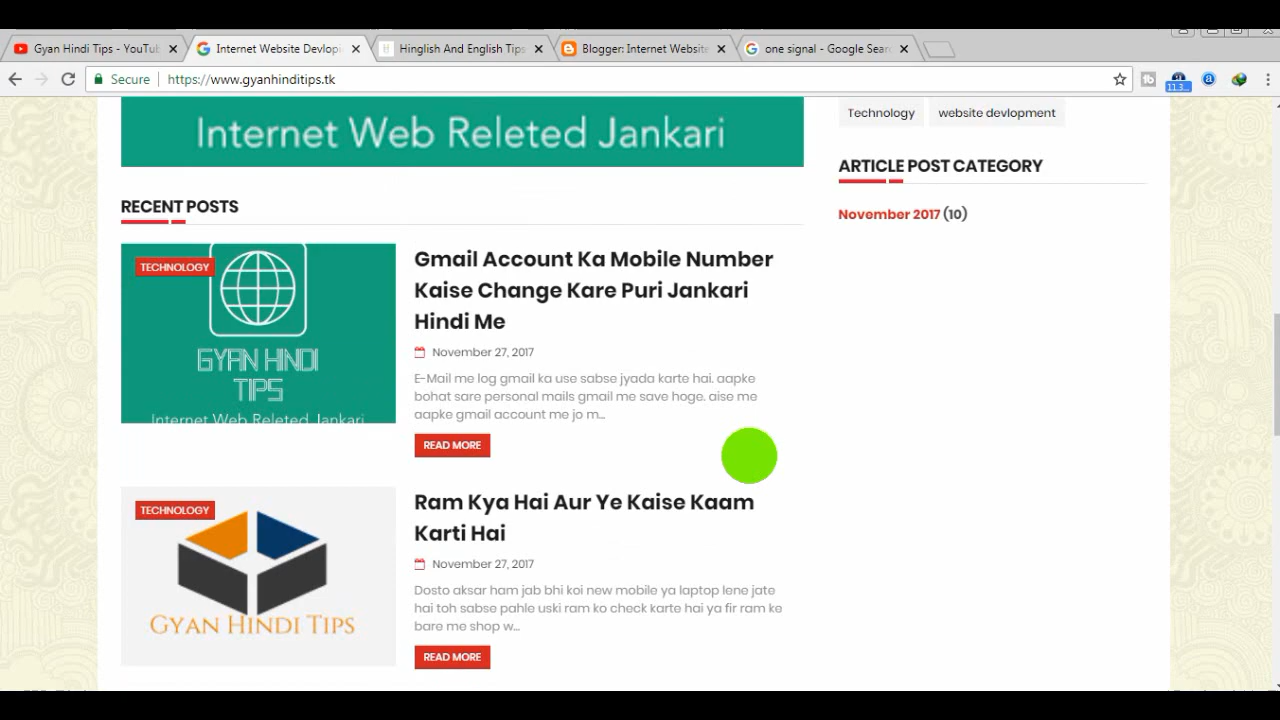 Gyan Hindi Tips - YouTu
Internet Website Devlopi
Hinglish And English Tips
Blogger: Internet Website
one signal - Google Sear
Secure
https://www.gyanhinditips.tk
11.3...
Internet Web Releted Jankari
Technology
website devlopment
ARTICLE POST CATEGORY
November 2017 (10)
RECENT POSTS
TECHNOLOGY
GYAN HINDI
TIPS
Internet Web Releted Jankari
Gmail Account Ka Mobile Number
Kaise Change Kare Puri Jankari
Hindi Me
November 27, 2017
E-Mail me log gmail ka use sabse jyada karte hai. aapke
bohat sare personal mails gmail me save hoge. aise me
aapke gmail account me jo m...
READ MORE
TECHNOLOGY
GYAN HINDI TIPS
Ram Kya Hai Aur Ye Kaise Kaam
Karti Hai
November 27, 2017
Dosto aksar ham jab bhi koi new mobile ya laptop lene jate
hai toh sabse pahle uski ram ko check karte hai ya fir ram ke
bare me shop w...
READ MORE